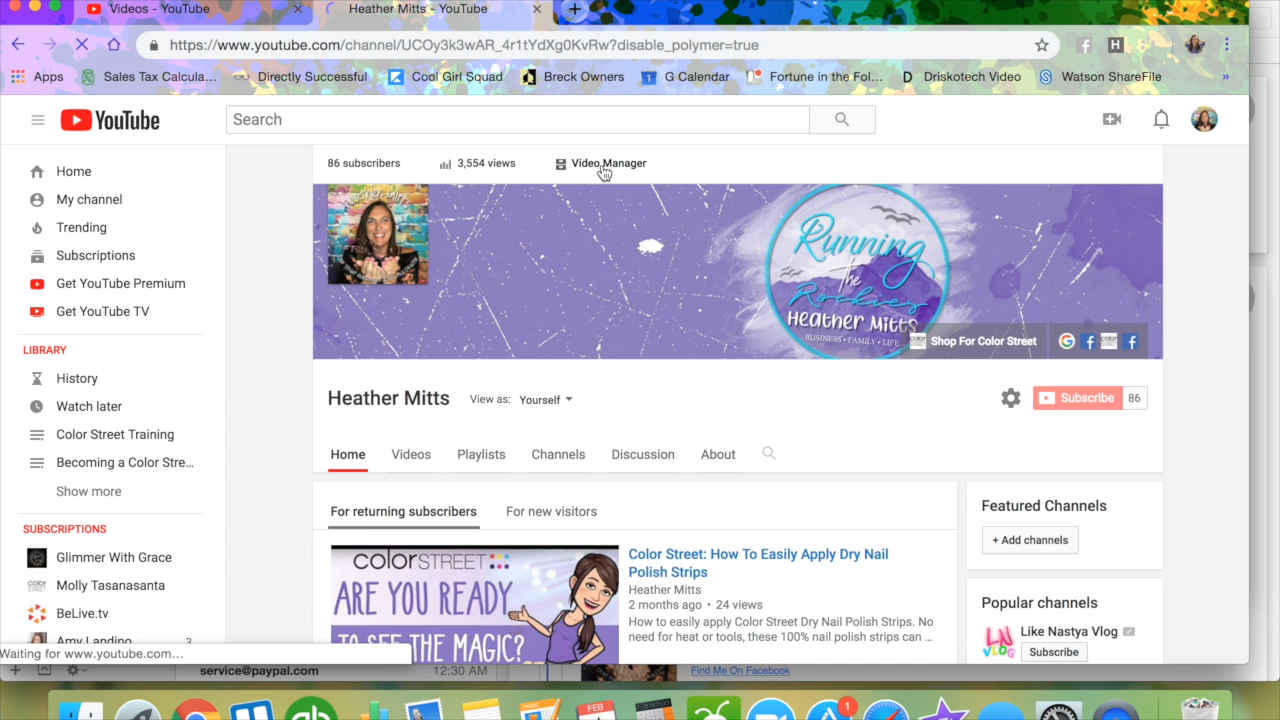 Videos - YouTube
Heather Mitts - YouTube
https://www.youtube.com/channel/UCOy3k3wAR_4r1tYdXg0KvRw?disable_polymer=true
Apps
Sales Tax Calcula...
Directly Successful
Cool Girl Squad
Breck Owners
G Calendar
Fortune in the Fol...
Driskotech Video
Watson ShareFile
YouTube
Search
86 subscribers
3,554 views
Video Manager
Home
My channel
Trending
Subscriptions
Get YouTube Premium
Get YouTube TV
LIBRARY
History
Watch later
Color Street Training
Becoming a Color Stre...
Show more
SUBSCRIPTIONS
Glimmer With Grace
Molly Tasanasanta
BeLive.tv
Amy Landino
3
Running
the
Rockies
Heather Mitts
BUSINESS • FAMILY • LIFE
Shop For Color Street
Heather Mitts
View as:
Yourself
Subscribe
86
Home
Videos
Playlists
Channels
Discussion
About
For returning subscribers
For new visitors
COLORSTREET
ARE YOU READY
TO SEE THE MAGIC?
Color Street: How To Easily Apply Dry Nail
Polish Strips
Heather Mitts
2 months ago • 24 views
How to easily apply Color Street Dry Nail Polish Strips. No
need for heat or tools, these 100% nail polish strips can ...
Featured Channels
+ Add channels
Popular channels
Like Nastya Vlog
Subscribe
Waiting for www.youtube.com...
service@paypal.com
12:30 AM
Find Me On Facebook
FEB
1